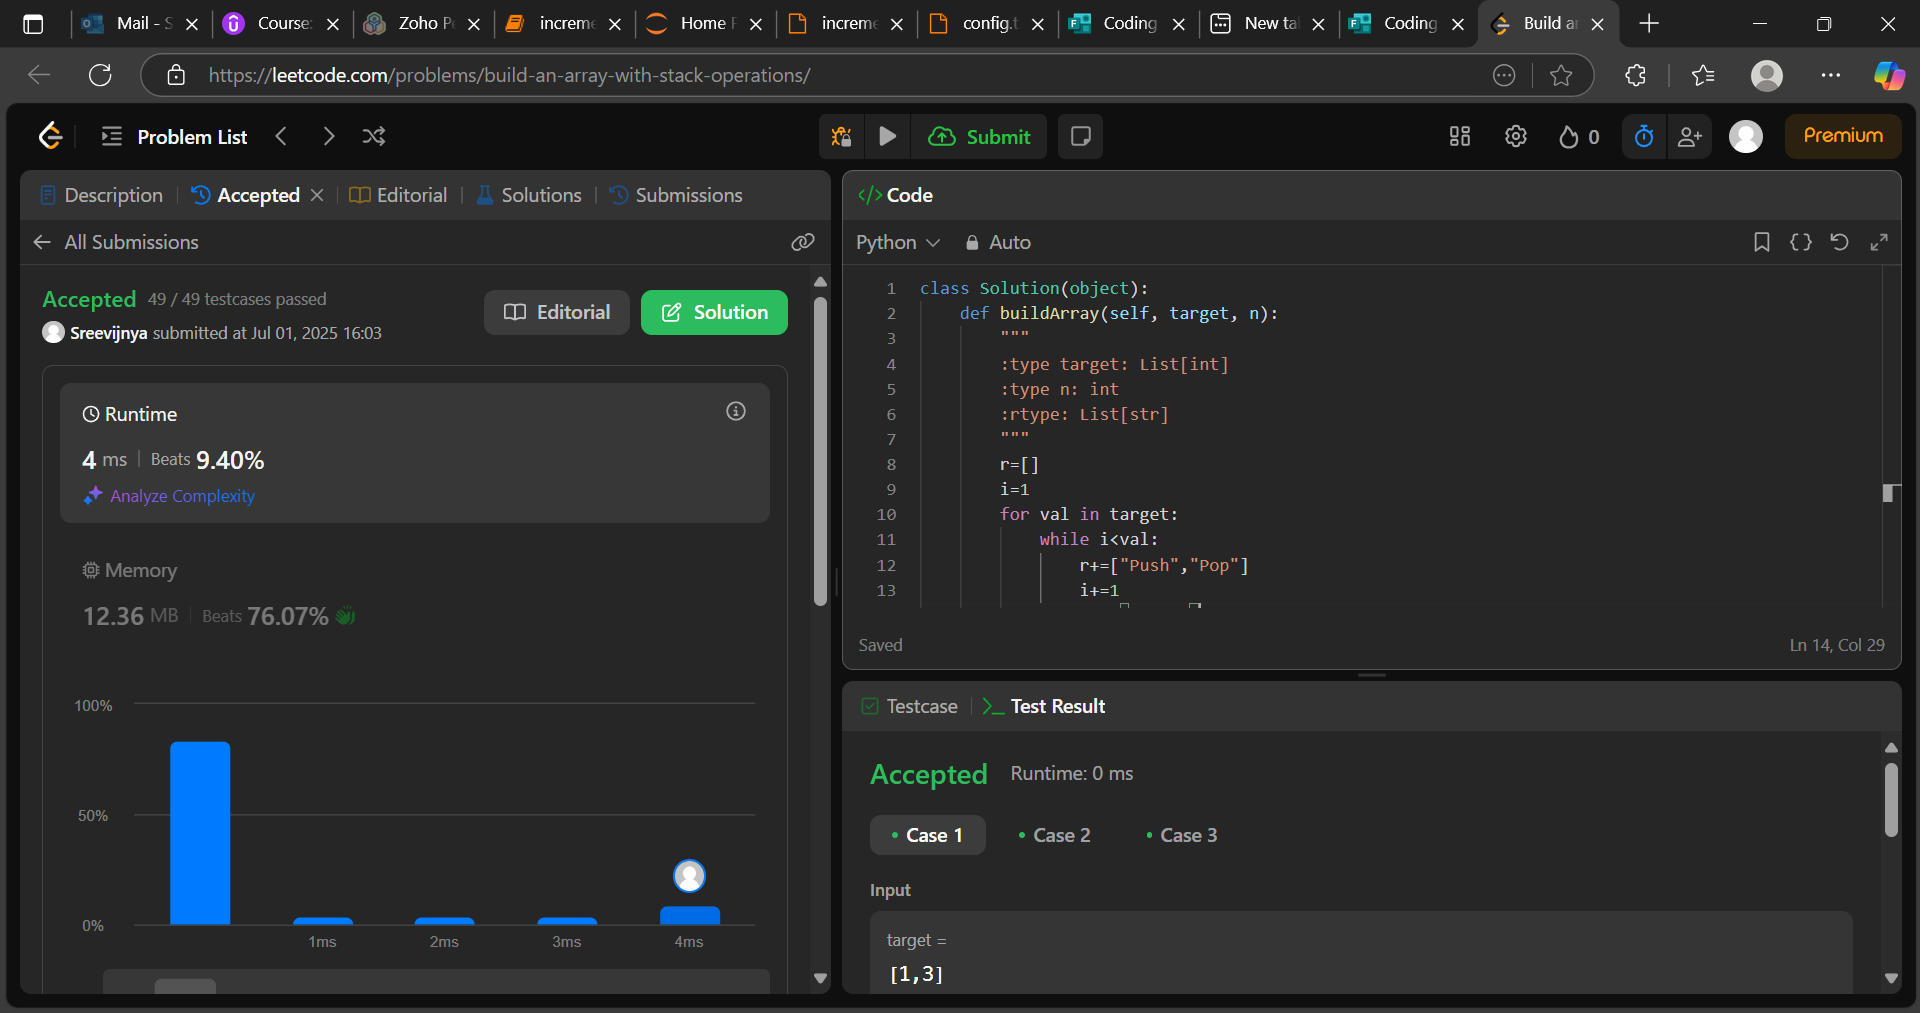 Mail - S
Course:
Zoho Pe
increme
Home P
increme
config.t
Coding
New tab
Coding
Build an
https://leetcode.com/problems/build-an-array-with-stack-operations/
Problem List
Submit
0
Premium
Description
Accepted
Editorial
Solutions
Submissions
All Submissions
Accepted 49 / 49 testcases passed
Sreevijnya submitted at Jul 01, 2025 16:03
Editorial
Solution
Runtime
4 ms | Beats 9.40%
Analyze Complexity
Memory
12.36 MB | Beats 76.07%
100%
50%
0%
1ms
2ms
3ms
4ms
</> Code
Python
Auto
1 class Solution(object):
2 def buildArray(self, target, n):
3 """
4 :type target: List[int]
5 :type n: int
6 :rtype: List[str]
7 """
8 r=[]
9 i=1
10 for val in target:
11 while i<val:
12 r+=["Push","Pop"]
13 i+=1
Saved
Ln 14, Col 29
Testcase
Test Result
Accepted Runtime: 0 ms
Case 1
Case 2
Case 3
Input
target =
[1,3]